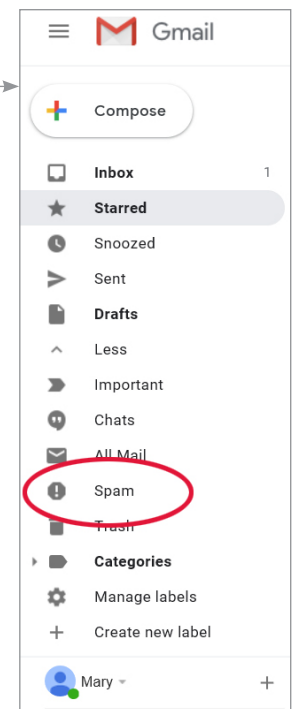 Gmail
Compose
Inbox 1
Starred
Snoozed
Sent
Drafts
Less
Important
Chats
All Mail
Spam
Trash
Categories
Manage labels
Create new label
Mary